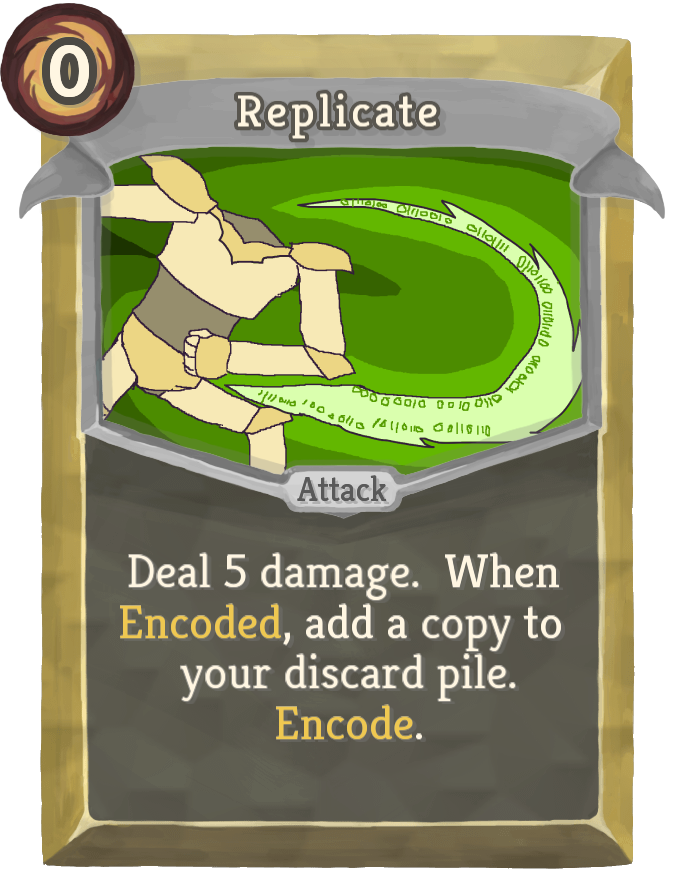 0
Replicate
Attack
Deal 5 damage. When
Encoded, add a copy to
your discard pile.
Encode.